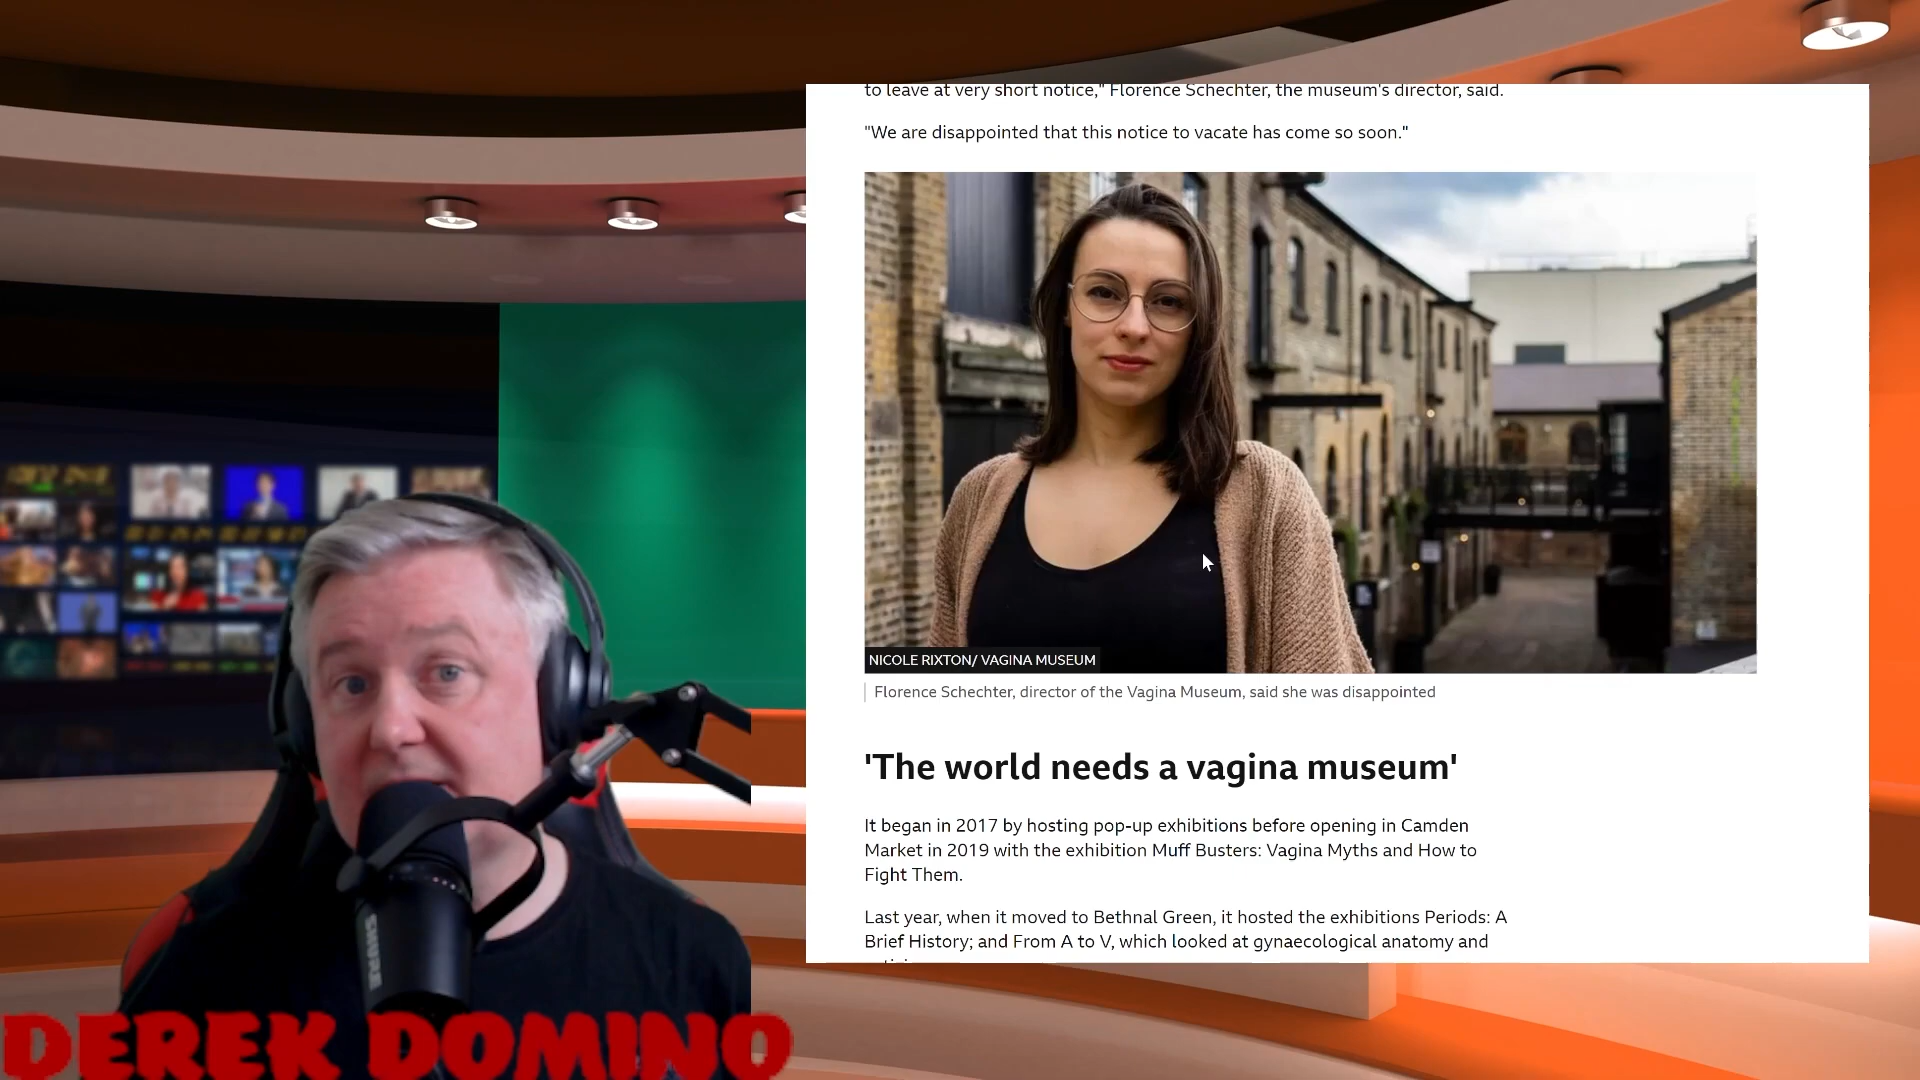 to leave at very short notice," Florence Schechter, the museum's director, said.
"We are disappointed that this notice to vacate has come so soon."
NICOLE RIXTON/ VAGINA MUSEUM
Florence Schechter, director of the Vagina Museum, said she was disappointed
'The world needs a vagina museum'
It began in 2017 by hosting pop-up exhibitions before opening in Camden
Market in 2019 with the exhibition Muff Busters: Vagina Myths and How to
Fight Them.
Last year, when it moved to Bethnal Green, it hosted the exhibitions Periods: A
Brief History; and From A to V, which looked at gynaecological anatomy and
SHURE
DEREK DOMINO